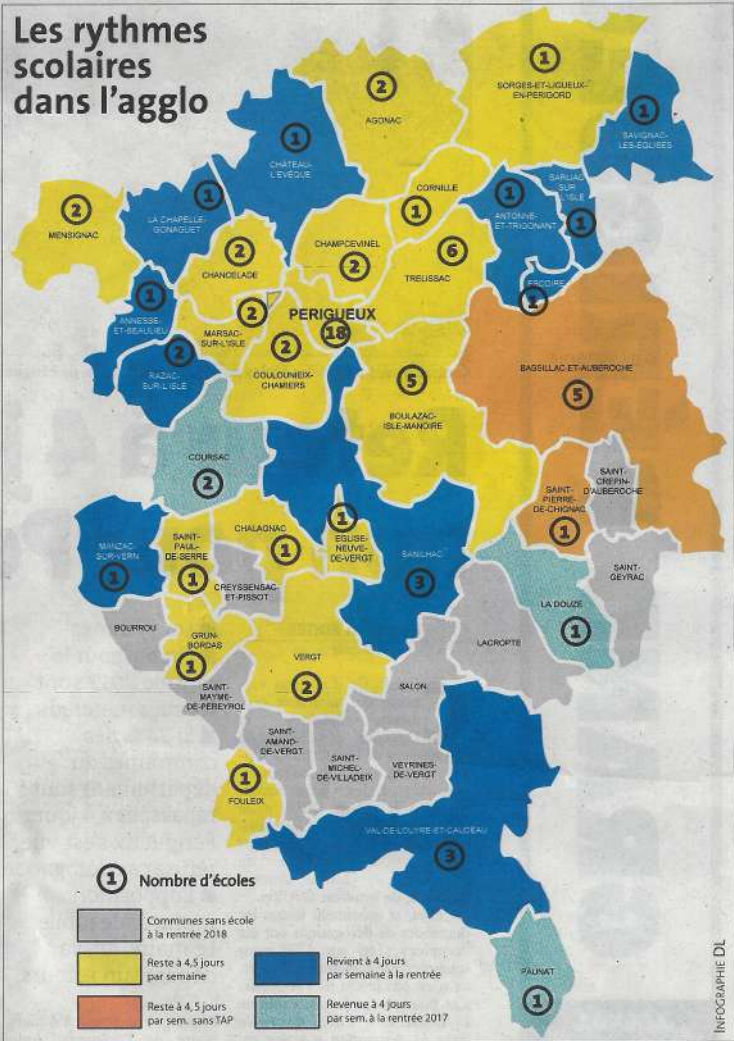 Les rythmes
scolaires
dans l'agglo
1
SORGES-ET-LIGUEUX-
EN-PERIGORD
2
AGONAC
1
SAVIGNAC-
LES-EGLISES
1
CHÂTEAU-
L'EVEQUE
1
LA CHAPELLE-
GONAGUET
2
MENSIGNAC
CORNILLE
1
1
ANTONNE-
ET-TRIGONANT
SARLIAC
SUR
L'ISLE
1
2
CHANCELADE
CHAMPCEVINEL
2
6
TRELISSAC
ESCOIRE
1
1
ANNESSE-
ET-BEAULIEU
2
MARSAC-
SUR-L'ISLE
PERIGUEUX
18
2
RAZAC-
SUR-L'ISLE
2
COULOUNIEIX-
CHAMIERS
5
BOULAZAC-
ISLE-MANOIRE
BASSILLAC-ET-AUBEROCHE
5
COURSAC
2
SAINT-
PIERRE-
DE-CHIGNAC
1
SAINT-
CREPIN-
D'AUBEROCHE
MANZAC-
SUR-VERN
1
SAINT-
PAUL-
DE-SERRE
1
CHALAGNAC
1
1
EGLISE-
NEUVE-
DE-VERGT
SANILHAC
3
SAINT-
GEYRAC
CREYSSENSAC-
ET-PISSOT
LA DOUZE
1
BOURROU
GRUN-
BORDAS
1
VERGT
2
LACROPTE
SAINT-
MAYME-
DE-PEREYROL
SALON
SAINT-
AMAND-
DE-VERGT
SAINT-
MICHEL-
DE-VILLADEIX
VEYRINES-
DE-VERGT
1
FOULEIX
VAL-DE-LOUYRE-ET-CAUDEAU
3
PAUNAT
1
1 Nombre d'écoles
Communes sans école
à la rentrée 2018
Reste à 4,5 jours
par semaine
Revient à 4 jours
par semaine à la rentrée
Reste à 4,5 jours
par sem. sans TAP
Revenue à 4 jours
par sem. à la rentrée 2017
INFOGRAPHIE DL